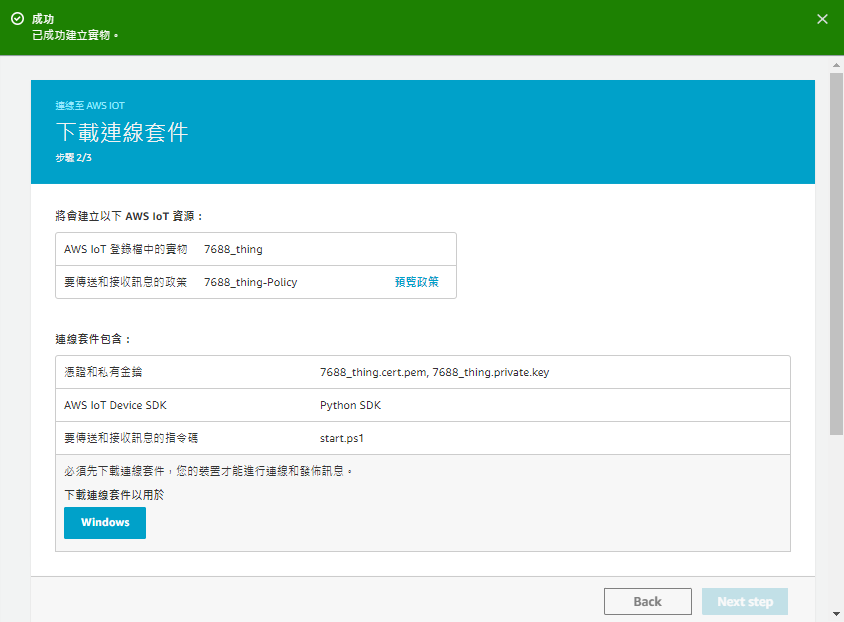 成功
已成功建立實物。
連線至 AWS IOT
下載連線套件
步驟 2/3
將會建立以下 AWS IoT 資源：
AWS IoT 登錄檔中的實物 7688_thing
要傳送和接收訊息的政策 7688_thing-Policy 預覽政策
連線套件包含：
憑證和私有金鑰 7688_thing.cert.pem, 7688_thing.private.key
AWS IoT Device SDK Python SDK
要傳送和接收訊息的指令碼 start.ps1
必須先下載連線套件，您的裝置才能進行連線和發佈訊息。
下載連線套件以用於
Windows
Back Next step